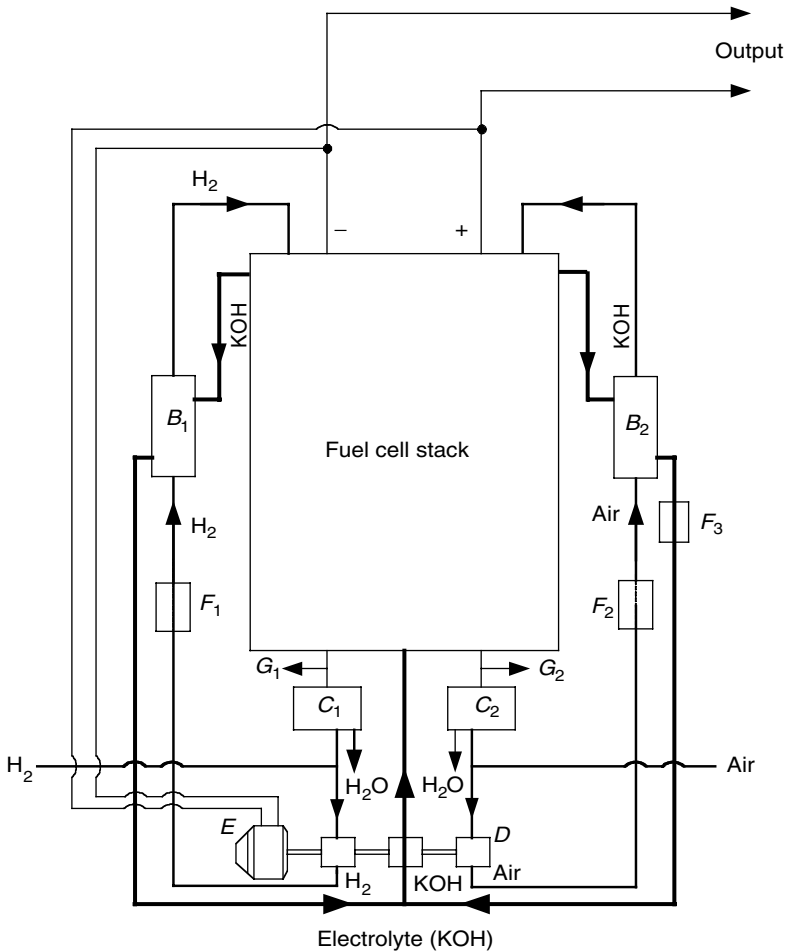 Output
H₂
–
+
KOH
KOH
B₁
B₂
Fuel cell stack
H₂
Air
F₃
F₁
F₂
G₁
G₂
C₁
C₂
H₂
H₂O
H₂O
Air
E
D
H₂
KOH
Air
Electrolyte (KOH)